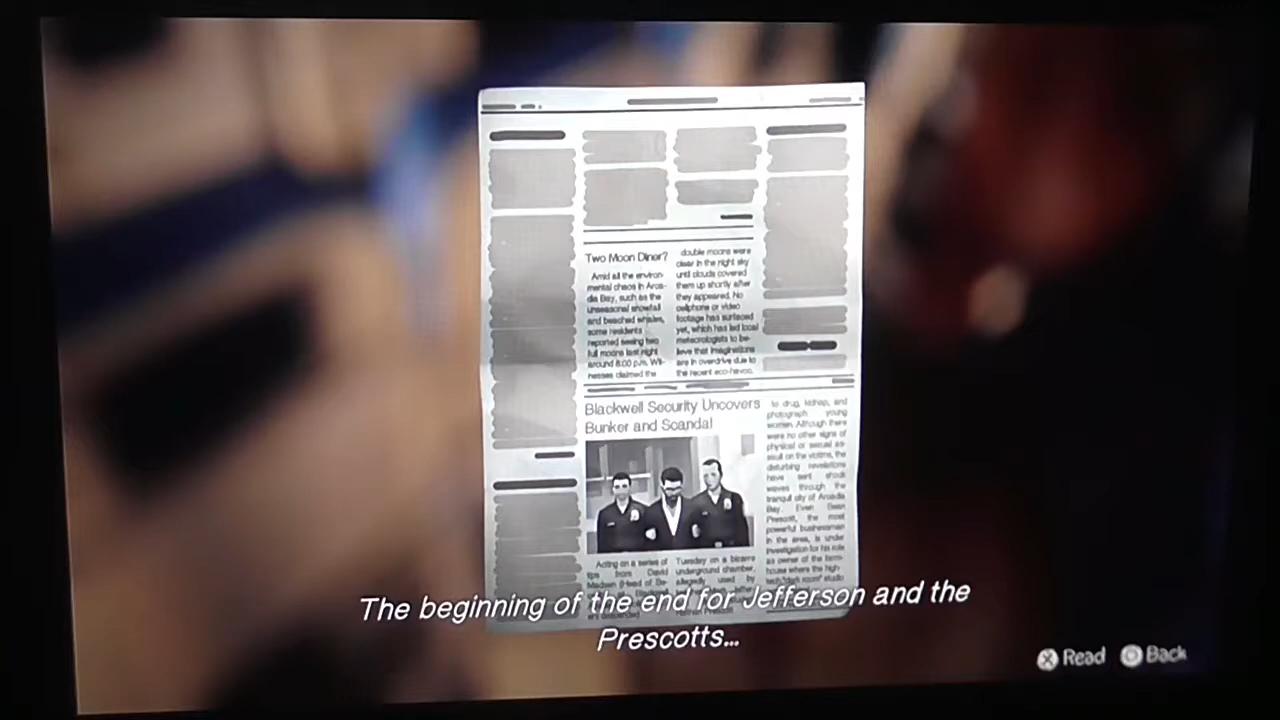 Two Moon Diner?
Amid all the environ-
mental chaos in Arca-
dia Bay, such as the
unseasonal snowfall
and beached whales,
some residents
reported seeing two
full moons last night
around 8:00 p.m. Wit-
nesses claimed the
double moons were
clear in the night sky
until clouds covered
them up shortly after
they appeared. No
cellphone or video
footage has surfaced
yet, which has led local
meteorologists to be-
lieve that imaginations
are in overdrive due to
the recent eco-havoc.
Blackwell Security Uncovers
Bunker and Scandal
Acting on a series of
tips from David
Madsen (Head of Se-
Tuesday on a bizarre
underground chamber,
allegedly used by
to drug, kidnap, and
photograph young
women. Although there
were no other signs of
physical or sexual as-
sault on the victims, the
disturbing revelations
have sent shock
waves through the
tranquil city of Arcadia
Bay. Even Sean
Prescott, the most
powerful businessman
in the area, is under
investigation for his role
as owner of the farm-
house where the high-
tech "dark room" studio
The beginning of the end for Jefferson and the
Prescotts...
Read Back